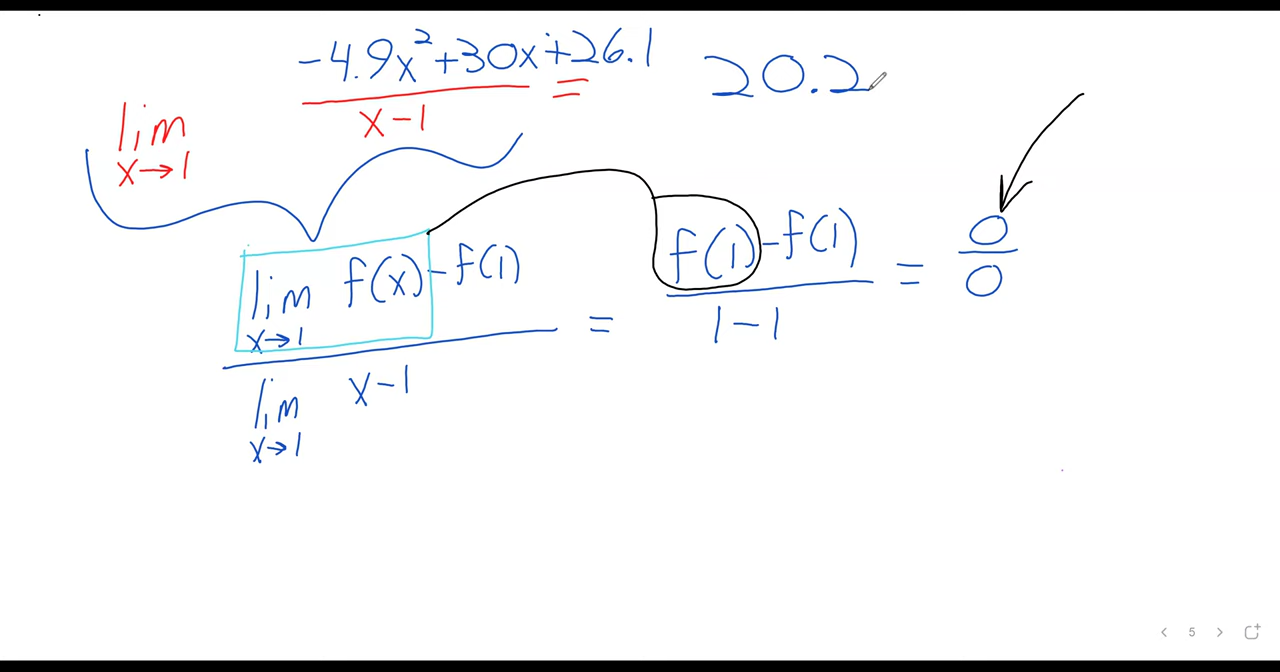 -4.9x²+30x+26.1 20.2
lim x-1 =
x→1
lim f(x) - f(1) f(1) - f(1) 0
x→1 = 1-1 = 0
lim x-1
x→1
5